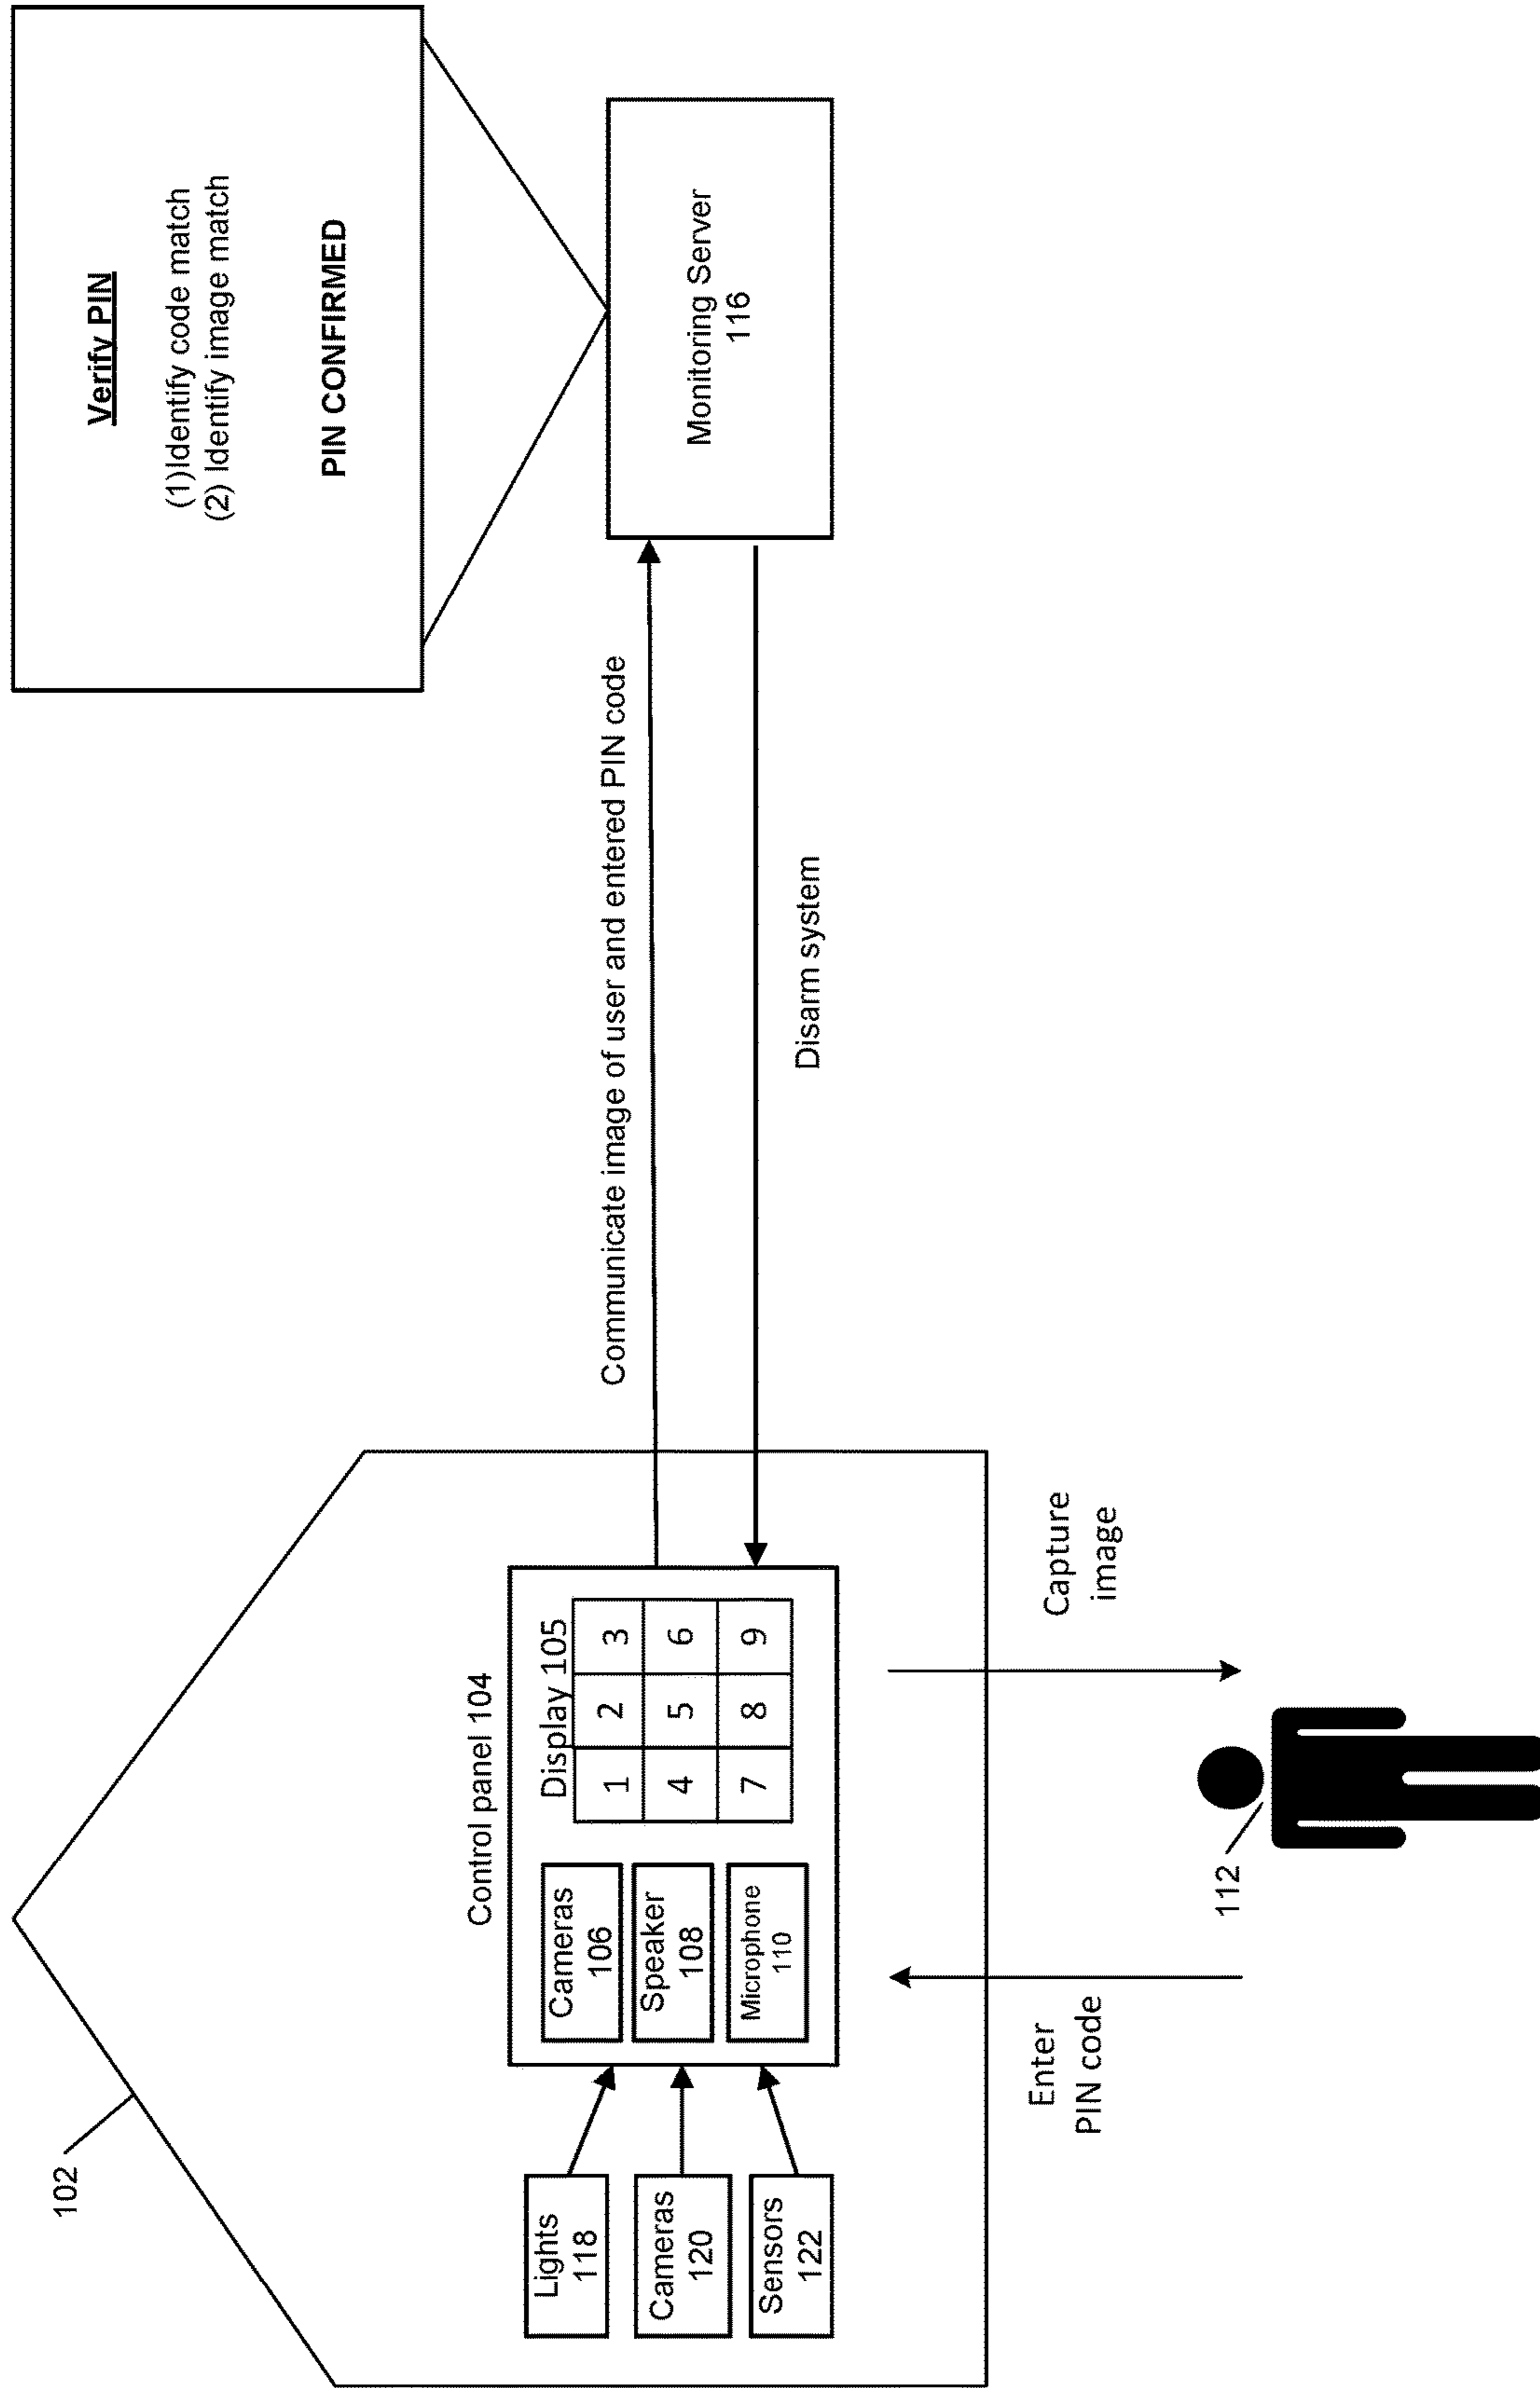 Verify PIN
(1)Identify code match
(2) Identify image match
PIN CONFIRMED
102
Control panel 104
Display 105
1 2 3
4 5 6
7 8 9
Cameras
106
Speaker
108
Microphone
110
Lights
118
Cameras
120
Sensors
122
Communicate image of user and entered PIN code
Disarm system
Monitoring Server
116
Enter
PIN code
Capture
image
112